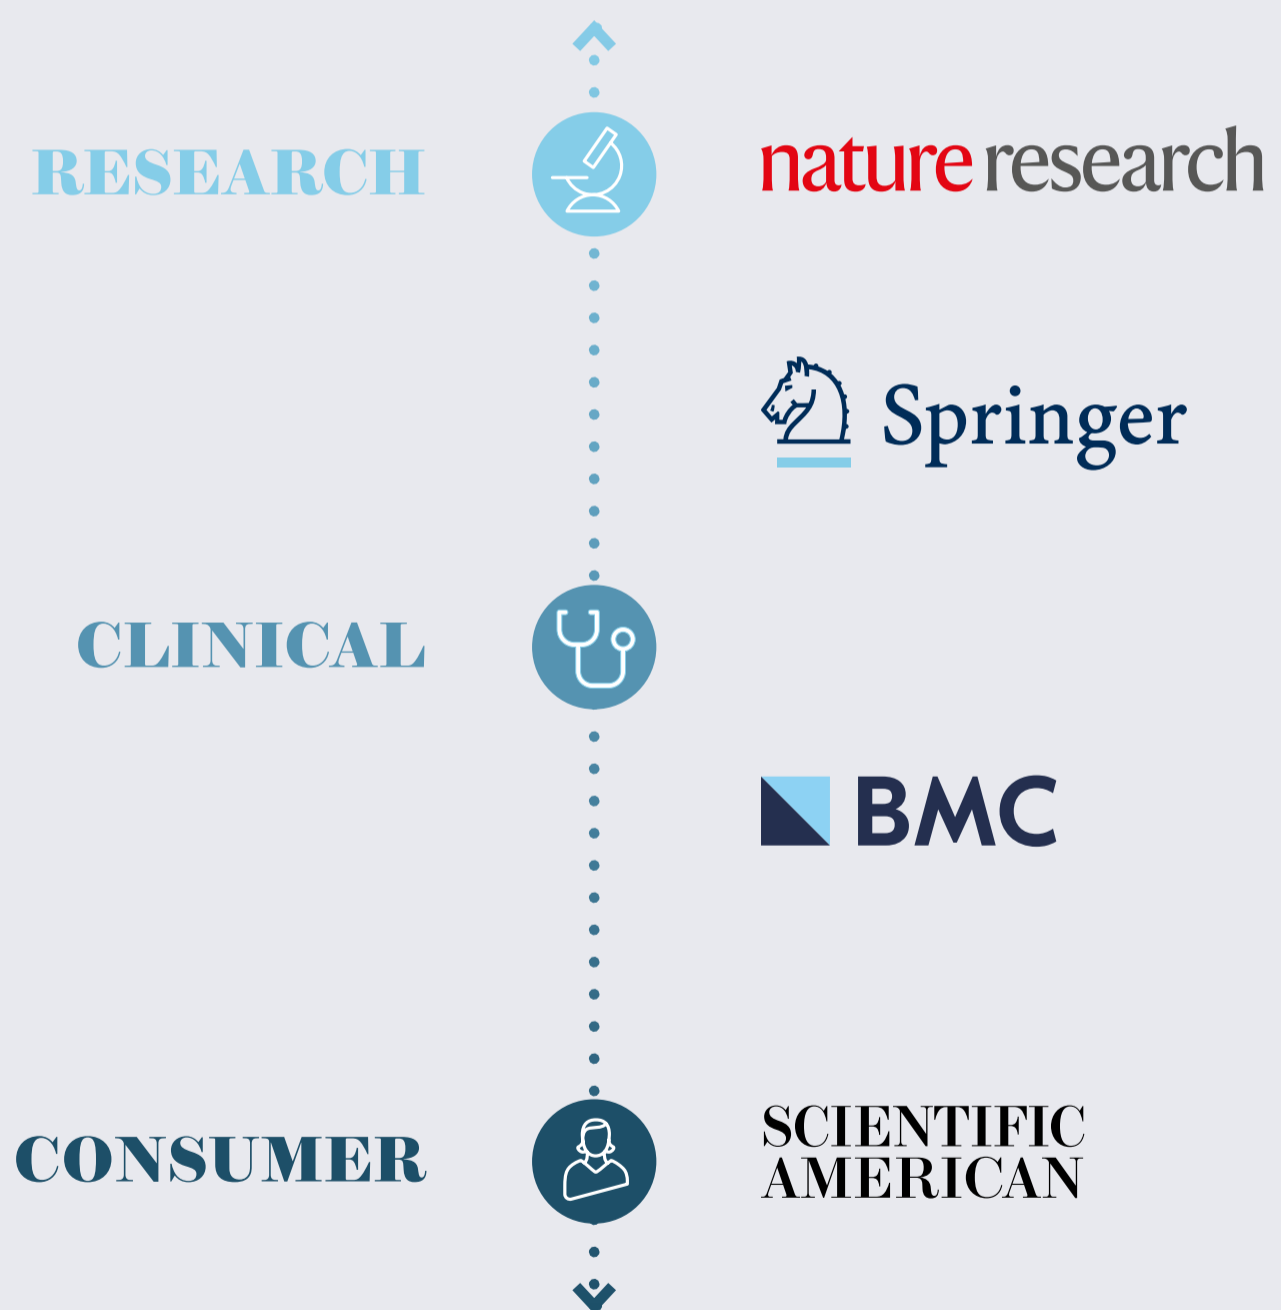 RESEARCH
nature research
Springer
CLINICAL
BMC
CONSUMER
SCIENTIFIC
AMERICAN